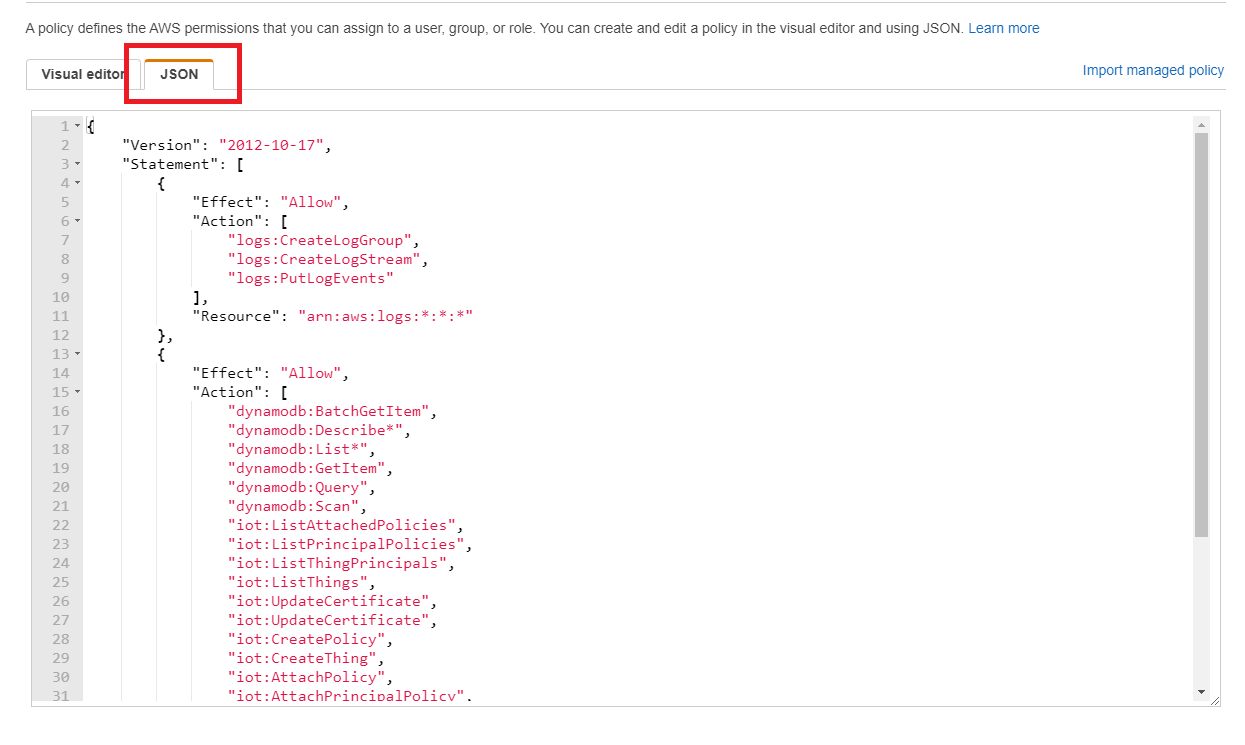 A policy defines the AWS permissions that you can assign to a user, group, or role. You can create and edit a policy in the visual editor and using JSON. Learn more
Visual editor JSON Import managed policy
1 {
2 "Version": "2012-10-17",
3 "Statement": [
4 {
5 "Effect": "Allow",
6 "Action": [
7 "logs:CreateLogGroup",
8 "logs:CreateLogStream",
9 "logs:PutLogEvents"
10 ],
11 "Resource": "arn:aws:logs:*:*:*"
12 },
13 {
14 "Effect": "Allow",
15 "Action": [
16 "dynamodb:BatchGetItem",
17 "dynamodb:Describe*",
18 "dynamodb:List*",
19 "dynamodb:GetItem",
20 "dynamodb:Query",
21 "dynamodb:Scan",
22 "iot:ListAttachedPolicies",
23 "iot:ListPrincipalPolicies",
24 "iot:ListThingPrincipals",
25 "iot:ListThings",
26 "iot:UpdateCertificate",
27 "iot:UpdateCertificate",
28 "iot:CreatePolicy",
29 "iot:CreateThing",
30 "iot:AttachPolicy",
31 "iot:AttachPrincipalPolicy",